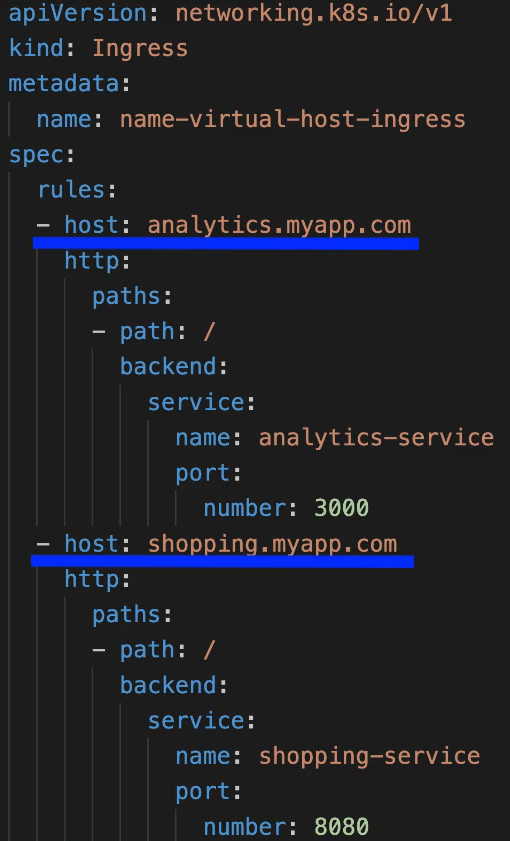 apiVersion: networking.k8s.io/v1
kind: Ingress
metadata:
  name: name-virtual-host-ingress
spec:
  rules:
  - host: analytics.myapp.com
    http:
      paths:
      - path: /
        backend:
          service:
            name: analytics-service
            port:
              number: 3000
  - host: shopping.myapp.com
    http:
      paths:
      - path: /
        backend:
          service:
            name: shopping-service
            port:
              number: 8080